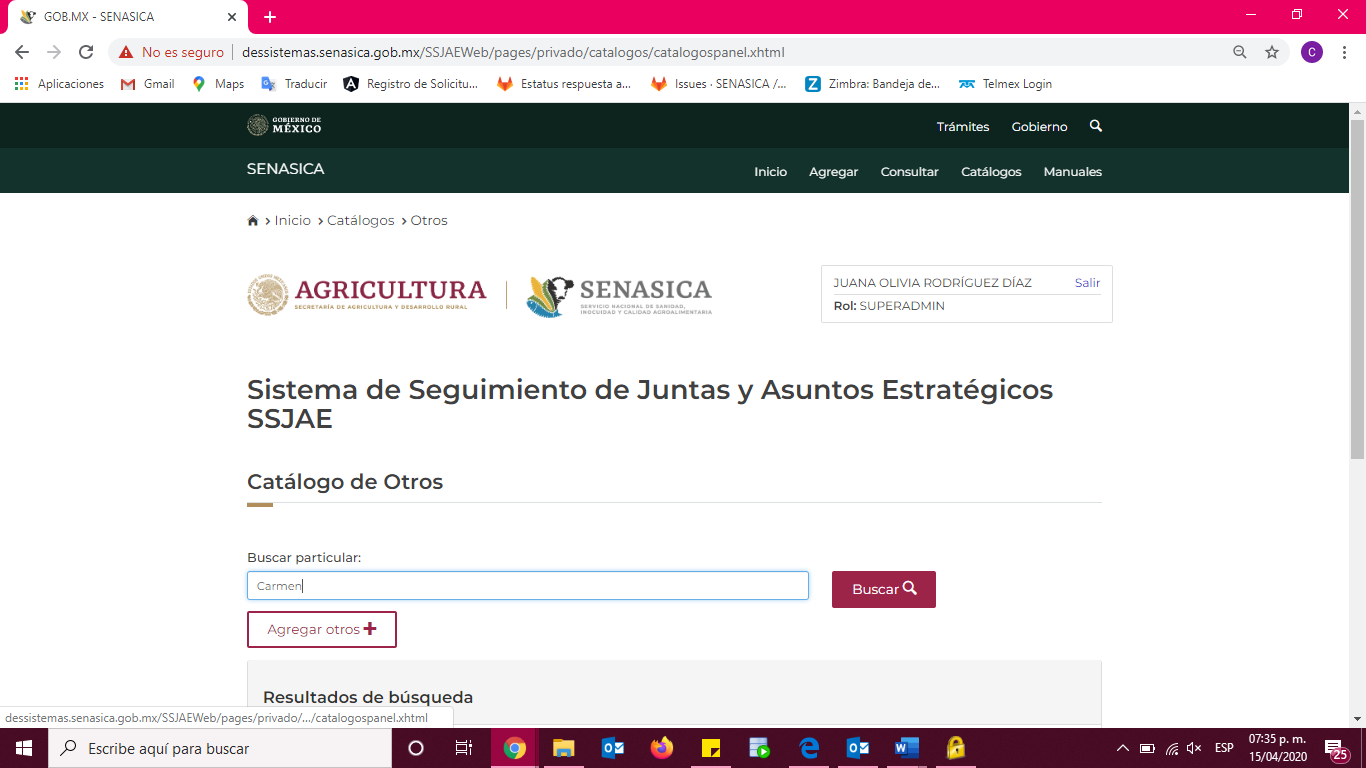 GOB.MX - SENASICA
No es seguro
dessistemas.senasica.gob.mx/SSJAEWeb/pages/privado/catalogos/catalogospanel.xhtml
C
Aplicaciones
Gmail
Maps
Traducir
Registro de Solicitu...
Estatus respuesta a...
Issues · SENASICA /...
Zimbra: Bandeja de...
Telmex Login
GOBIERNO DE
MÉXICO
Trámites
Gobierno
SENASICA
Inicio
Agregar
Consultar
Catálogos
Manuales
Inicio
Catálogos
Otros
AGRICULTURA
SECRETARÍA DE AGRICULTURA Y DESARROLLO RURAL
SENASICA
SERVICIO NACIONAL DE SANIDAD,
INOCUIDAD Y CALIDAD AGROALIMENTARIA
JUANA OLIVIA RODRÍGUEZ DÍAZ
Salir
Rol: SUPERADMIN
Sistema de Seguimiento de Juntas y Asuntos Estratégicos
SSJAE
Catálogo de Otros
Buscar particular:
Carmen
Buscar
Agregar otros
Resultados de búsqueda
dessistemas.senasica.gob.mx/SSJAEWeb/pages/privado/.../catalogospanel.xhtml
Escribe aquí para buscar
ESP
07:35 p. m.
15/04/2020
25